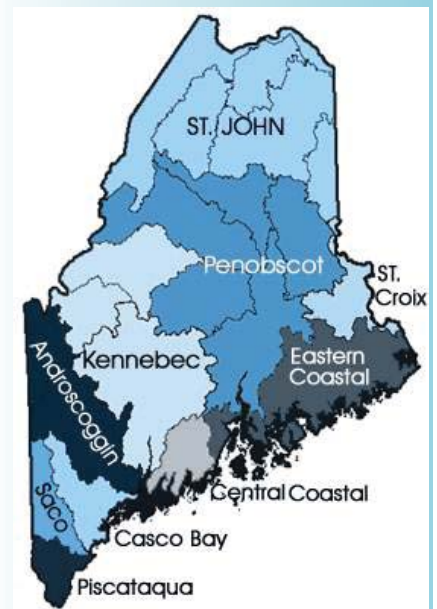 ST. JOHN
Penobscot
ST.
Croix
Kennebec
Eastern
Coastal
Androscoggin
Saco
Central Coastal
Casco Bay
Piscataqua